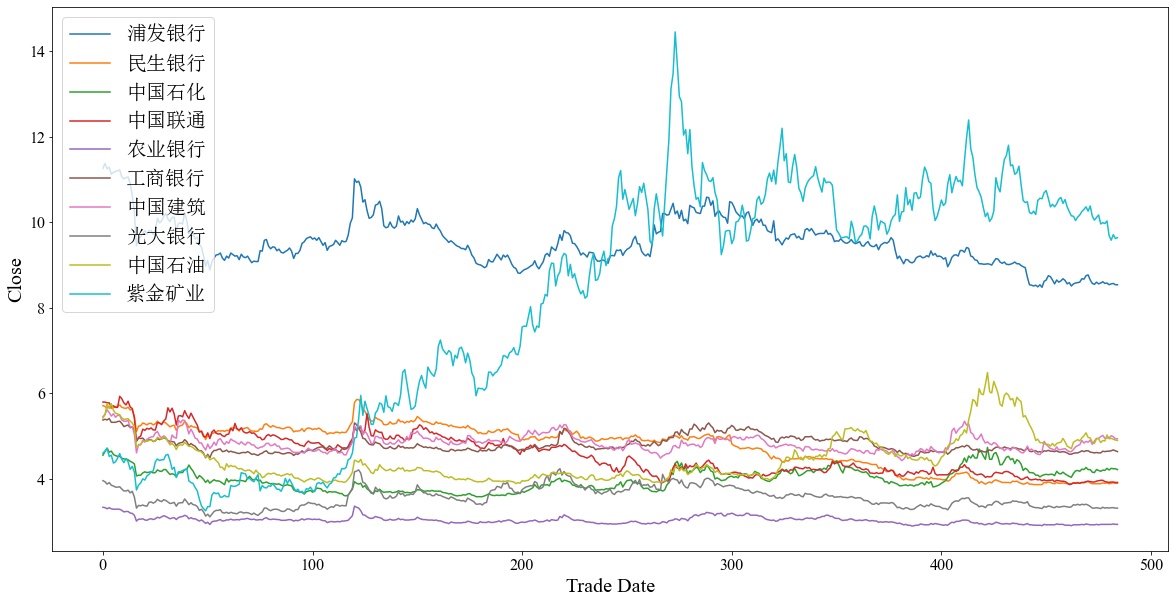 浦发银行
民生银行
中国石化
中国联通
农业银行
工商银行
中国建筑
光大银行
中国石油
紫金矿业
14
12
10
8
6
4
Close
0 100 200 300 400 500
Trade Date